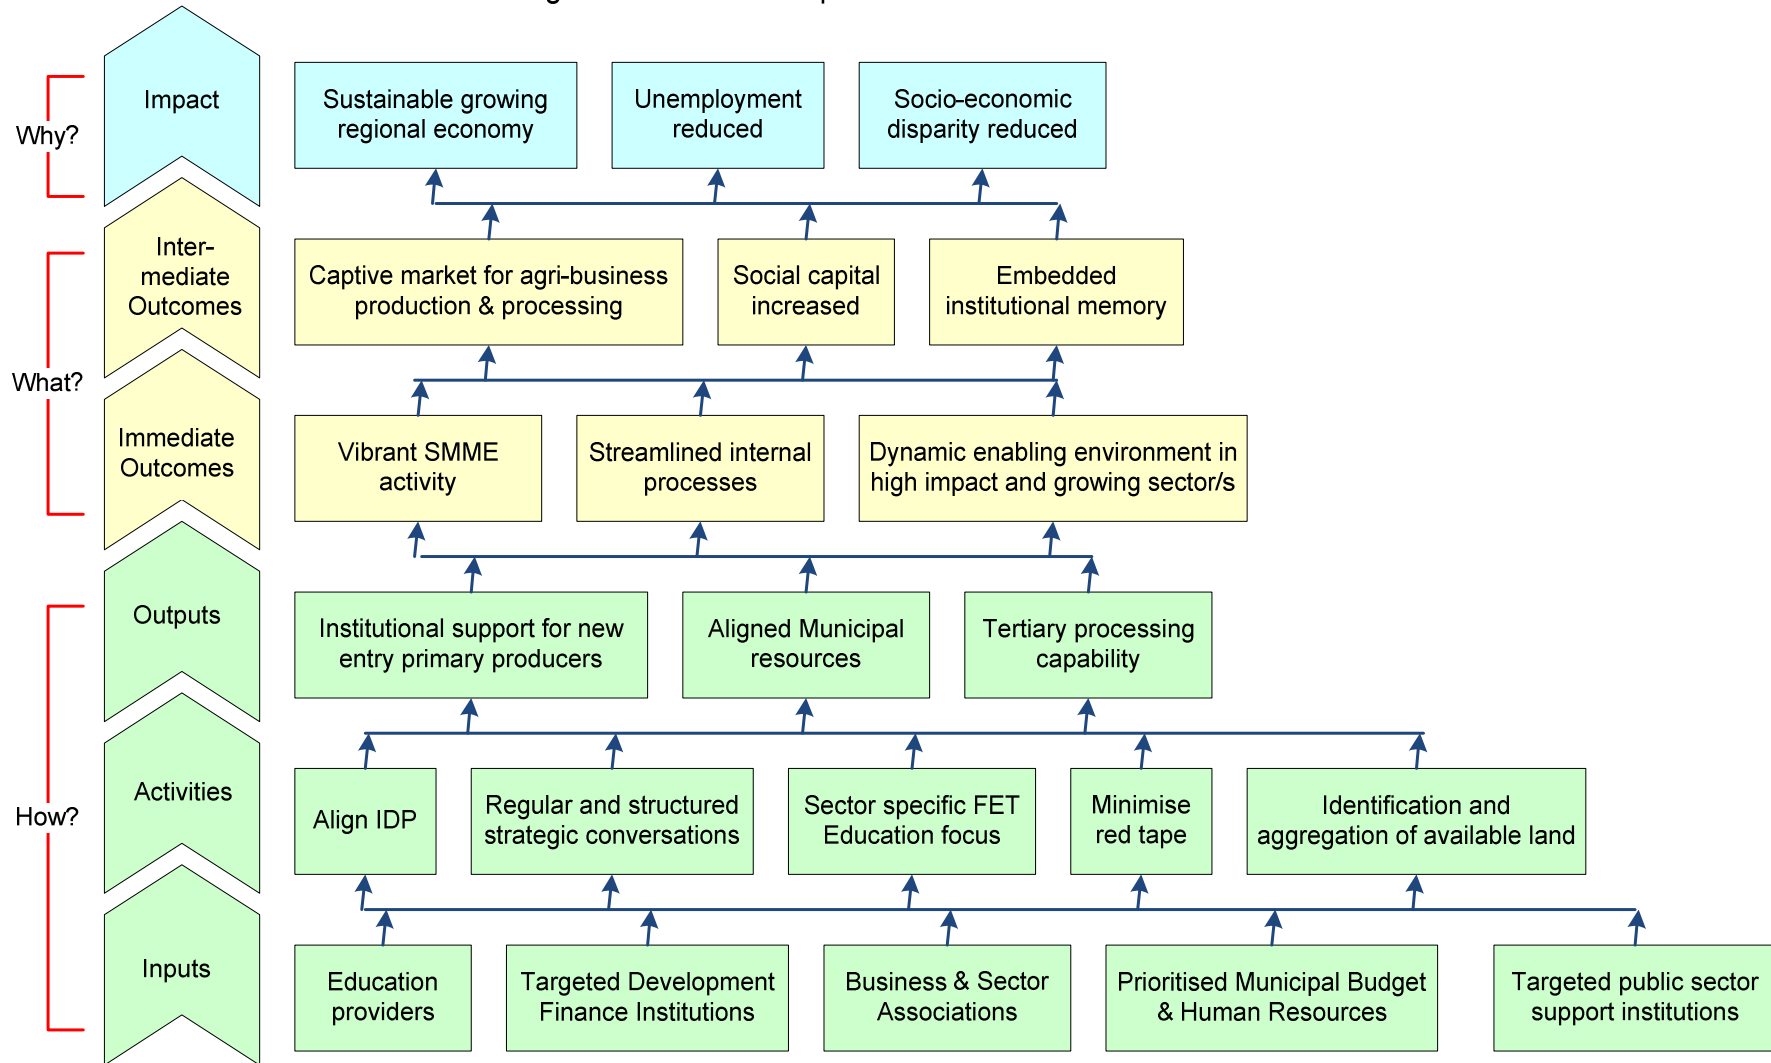 Impact
Sustainable growing
regional economy
Unemployment
reduced
Socio-economic
disparity reduced
Why?
Inter-
mediate
Outcomes
Captive market for agri-business
production & processing
Social capital
increased
Embedded
institutional memory
What?
Immediate
Outcomes
Vibrant SMME
activity
Streamlined internal
processes
Dynamic enabling environment in
high impact and growing sector/s
Outputs
Institutional support for new
entry primary producers
Aligned Municipal
resources
Tertiary processing
capability
How?
Activities
Align IDP
Regular and structured
strategic conversations
Sector specific FET
Education focus
Minimise
red tape
Identification and
aggregation of available land
Inputs
Education
providers
Targeted Development
Finance Institutions
Business & Sector
Associations
Prioritised Municipal Budget
& Human Resources
Targeted public sector
support institutions